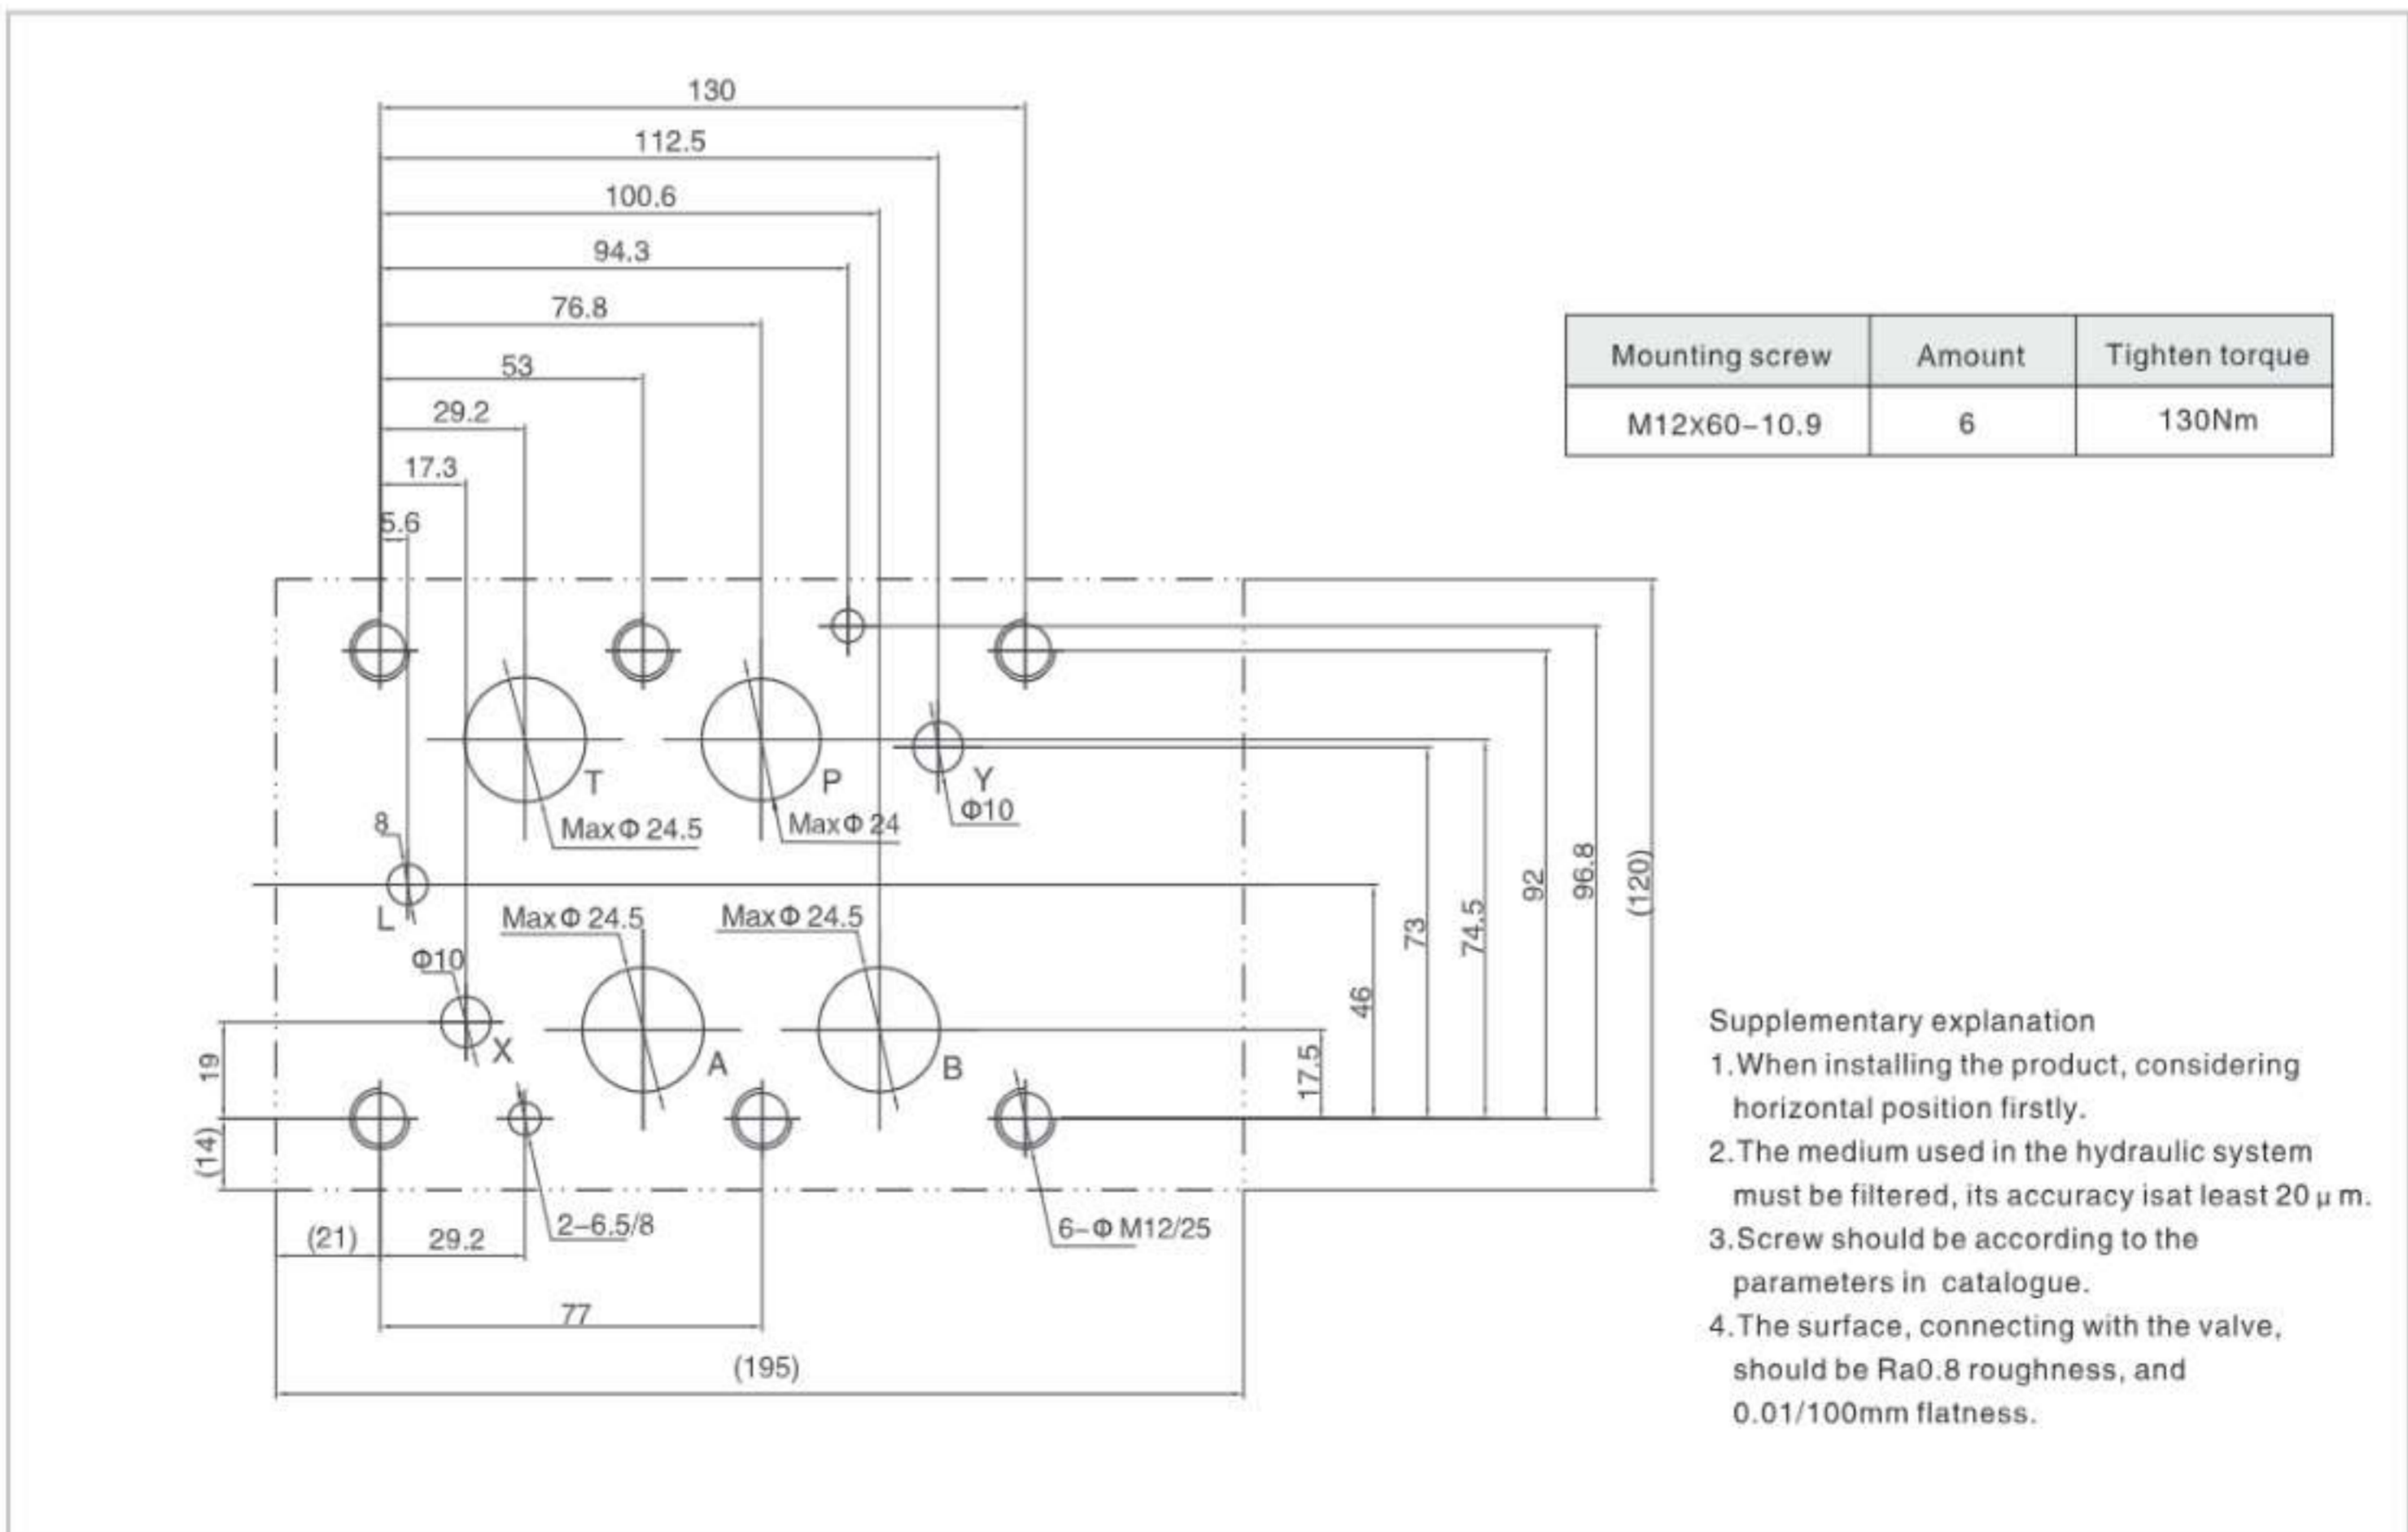 130
112.5
100.6
94.3
76.8
53
29.2
17.3
5.6
Mounting screw Amount Tighten torque
M12x60–10.9 6 130Nm
T P Y
MaxΦ 24.5 MaxΦ 24 Φ10
8
L
MaxΦ 24.5 MaxΦ 24.5
Φ10
X A B
19
(14)
17.5
46
73
74.5
92
96.8
(120)
(21) 29.2 2–6.5/8 6–Φ M12/25
77
(195)
Supplementary explanation
1.When installing the product, considering
horizontal position firstly.
2.The medium used in the hydraulic system
must be filtered, its accuracy isat least 20 μ m.
3.Screw should be according to the
parameters in catalogue.
4.The surface, connecting with the valve,
should be Ra0.8 roughness, and
0.01/100mm flatness.